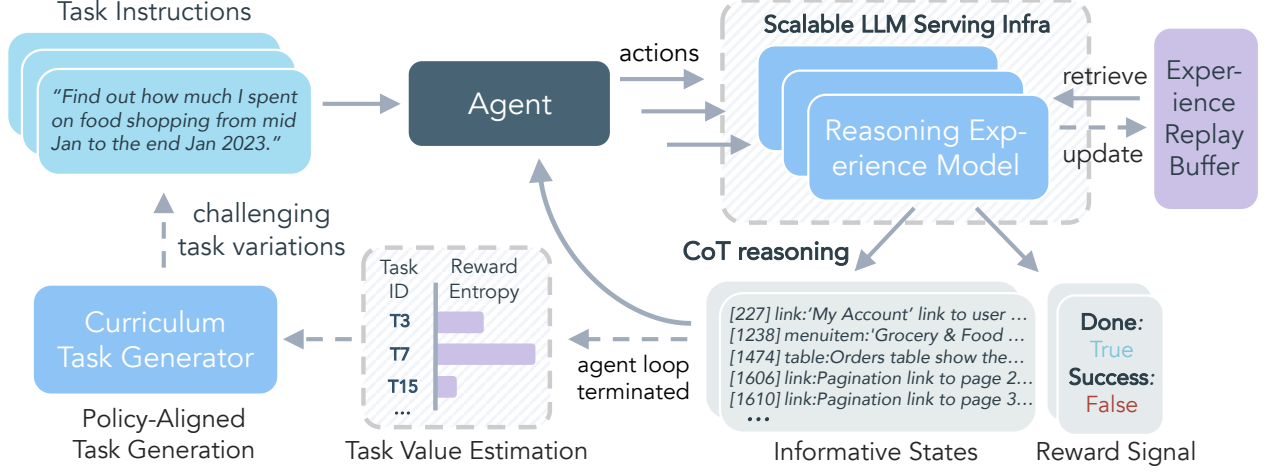 Task Instructions
“Find out how much I spent
on food shopping from mid
Jan to the end Jan 2023.”
Agent
actions
Scalable LLM Serving Infra
Reasoning Exp-
erience Model
retrieve
update
Exper-
ience
Replay
Buffer
challenging
task variations
CoT reasoning
Curriculum
Task Generator
Policy-Aligned
Task Generation
Task
ID
Reward
Entropy
T3
T7
T15
...
Task Value Estimation
agent loop
terminated
[227] link:‘My Account’ link to user ...
[1238] menuitem:'Grocery & Food ...
[1474] table:Orders table show the...
[1606] link:Pagination link to page 2...
[1610] link:Pagination link to page 3...
...
Informative States
Done:
True
Success:
False
Reward Signal